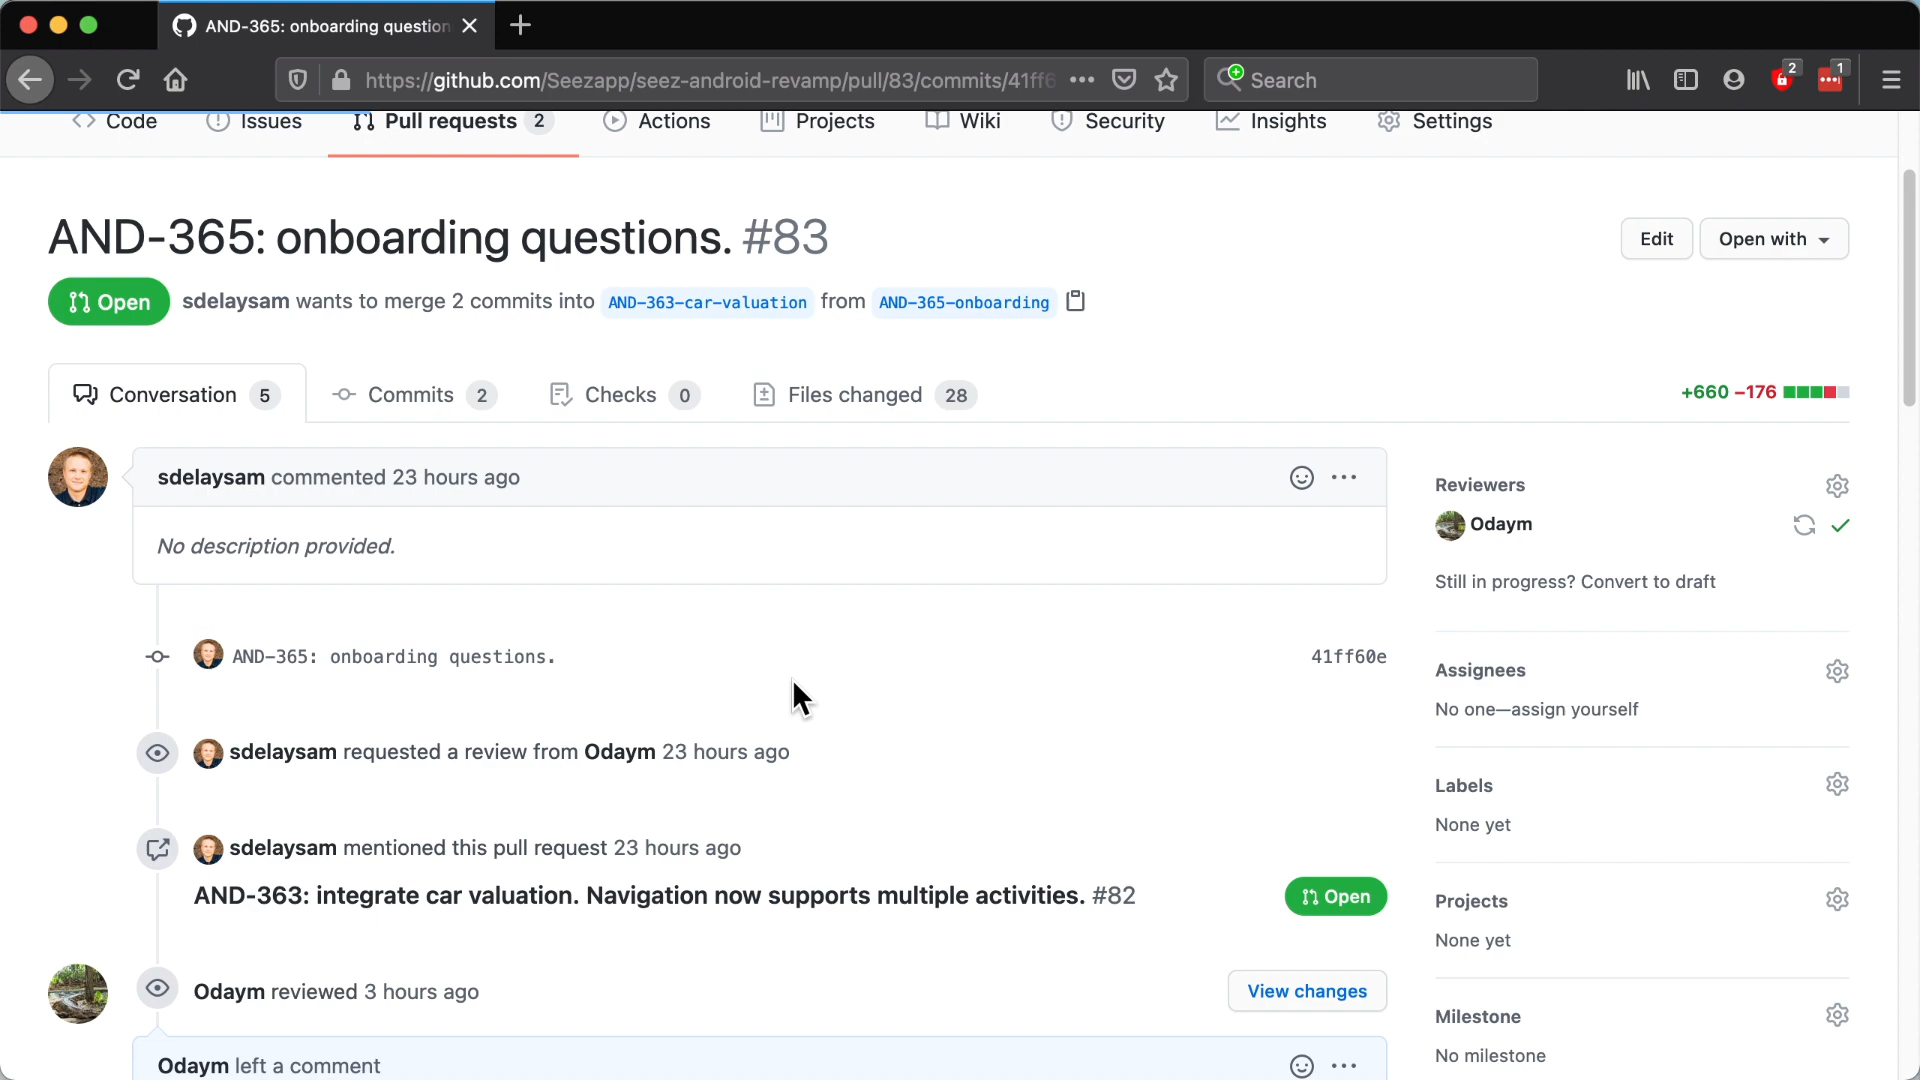 AND-365: onboarding question
https://github.com/Seezapp/seez-android-revamp/pull/83/commits/41ff6
Search
2
1
Code
Issues
Pull requests 2
Actions
Projects
Wiki
Security
Insights
Settings
AND-365: onboarding questions. #83
Edit
Open with
Open
sdelaysam wants to merge 2 commits into AND-363-car-valuation from AND-365-onboarding
Conversation 5
Commits 2
Checks 0
Files changed 28
+660 −176
sdelaysam commented 23 hours ago
No description provided.
AND-365: onboarding questions.
41ff60e
sdelaysam requested a review from Odaym 23 hours ago
sdelaysam mentioned this pull request 23 hours ago
AND-363: integrate car valuation. Navigation now supports multiple activities. #82
Open
Odaym reviewed 3 hours ago
View changes
Odaym left a comment
Reviewers
Odaym
Still in progress? Convert to draft
Assignees
No one—assign yourself
Labels
None yet
Projects
None yet
Milestone
No milestone